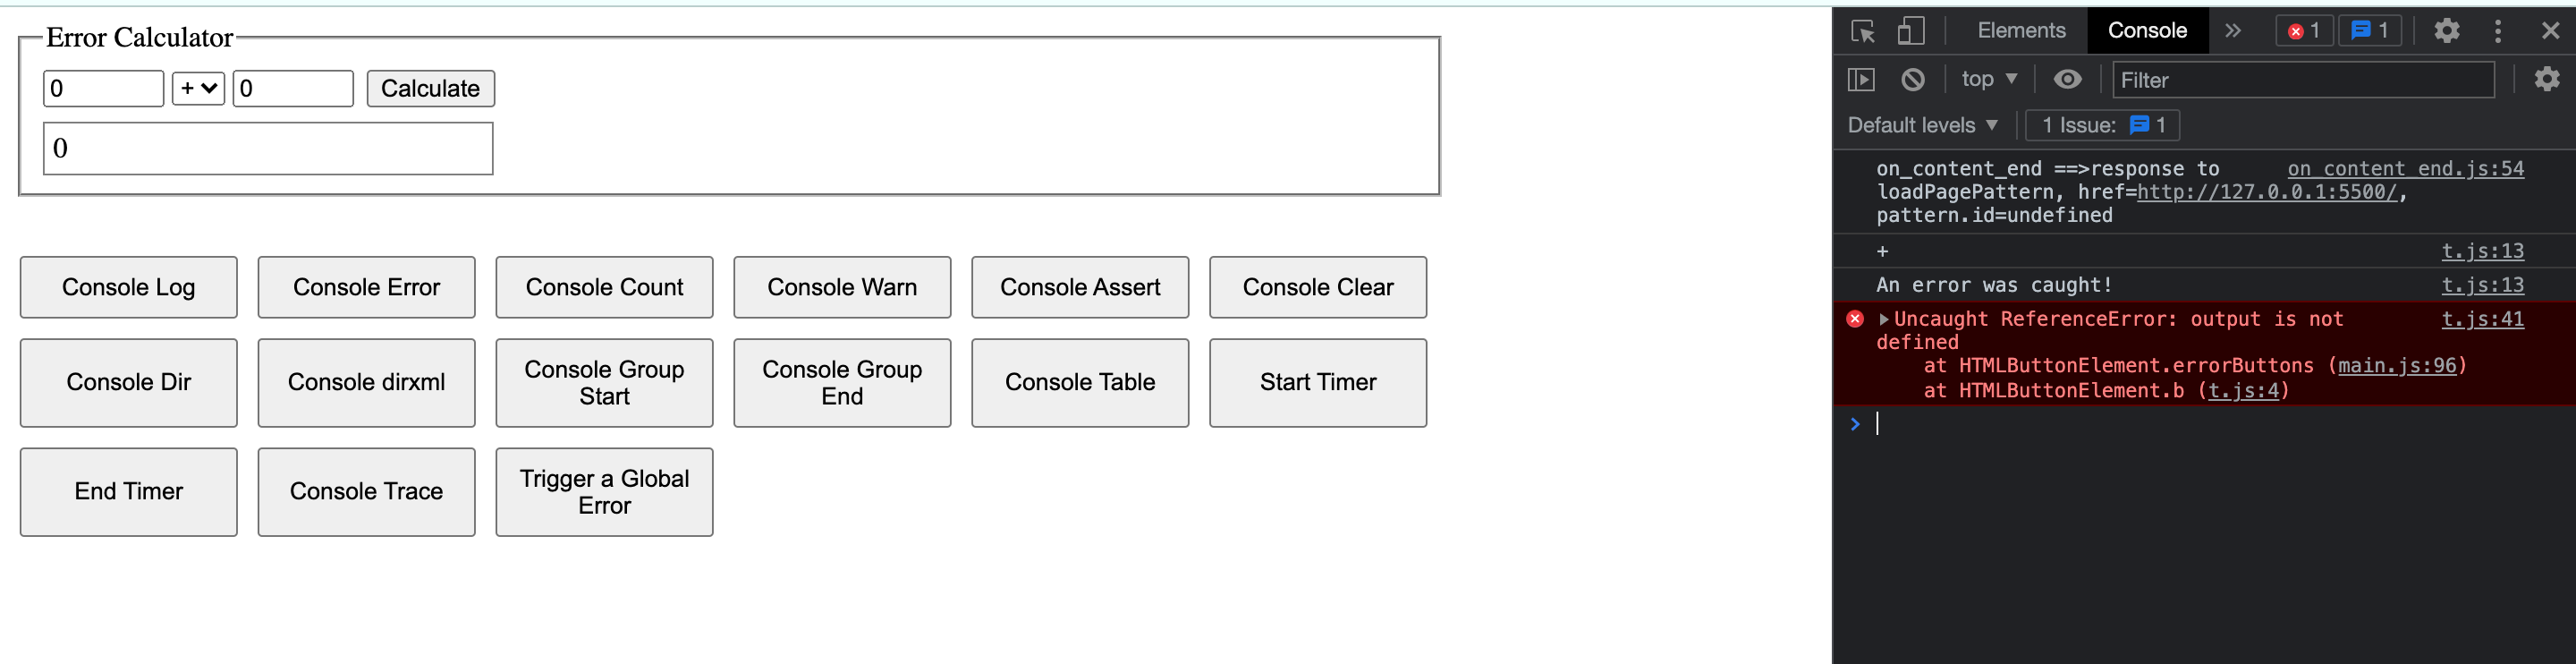 Error Calculator
0 + 0 Calculate
0
Console Log Console Error Console Count Console Warn Console Assert Console Clear
Console Dir Console dirxml Console Group Start Console Group End Console Table Start Timer
End Timer Console Trace Trigger a Global Error
Elements Console 1 1
top Filter
Default levels 1 Issue: 1
on_content_end ==>response to on_content_end.js:54
loadPagePattern, href=http://127.0.0.1:5500/,
pattern.id=undefined
+ t.js:13
An error was caught! t.js:13
Uncaught ReferenceError: output is not t.js:41
defined
at HTMLButtonElement.errorButtons (main.js:96)
at HTMLButtonElement.b (t.js:4)